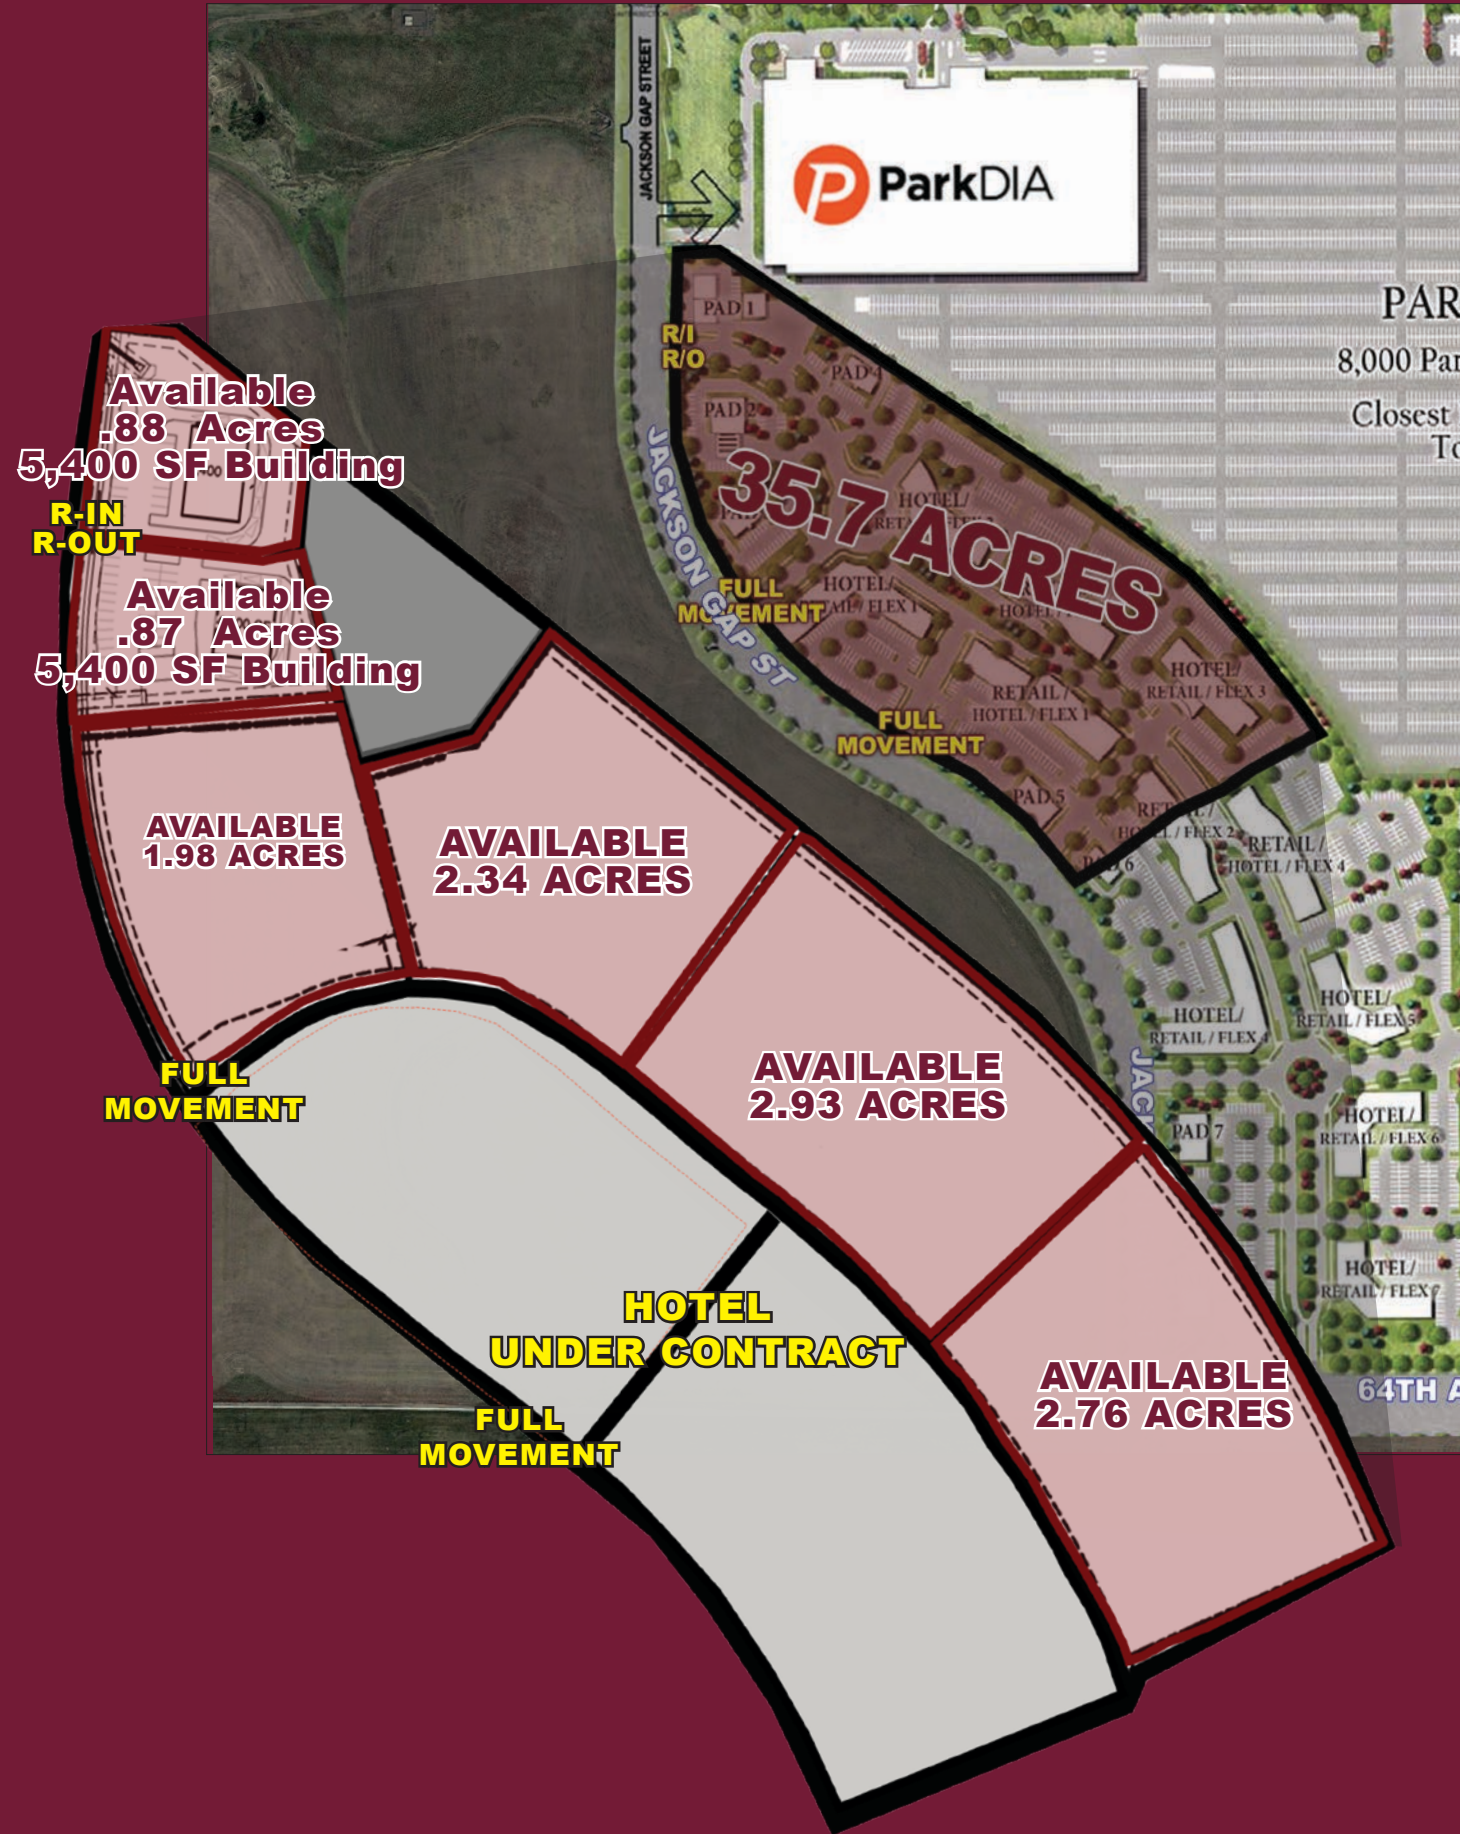 JACKSON GAP STREET
ParkDIA
PAR
8,000 Par
Closest
To
PAD 1
R/I
R/O
PAD 4
PAD 2
35.7 ACRES
HOTEL/
JACKSON GAP ST
FULL
MOVEMENT
HOTEL/
RETAIL /
HOTEL / FLEX 1
HOTEL/
RETAIL / FLEX 3
FULL
MOVEMENT
PAD 5
RETAIL /
HOTEL / FLEX 2
PAD 6
RETAIL /
HOTEL / FLEX 4
HOTEL/
RETAIL / FLEX 4
HOTEL/
RETAIL / FLEX 5
JACK
PAD 7
HOTEL/
RETAIL / FLEX 6
HOTEL/
RETAIL / FLEX 7
64TH A
Available
.88 Acres
5,400 SF Building
R-IN
R-OUT
Available
.87 Acres
5,400 SF Building
AVAILABLE
1.98 ACRES
AVAILABLE
2.34 ACRES
AVAILABLE
2.93 ACRES
AVAILABLE
2.76 ACRES
FULL
MOVEMENT
HOTEL
UNDER CONTRACT
FULL
MOVEMENT